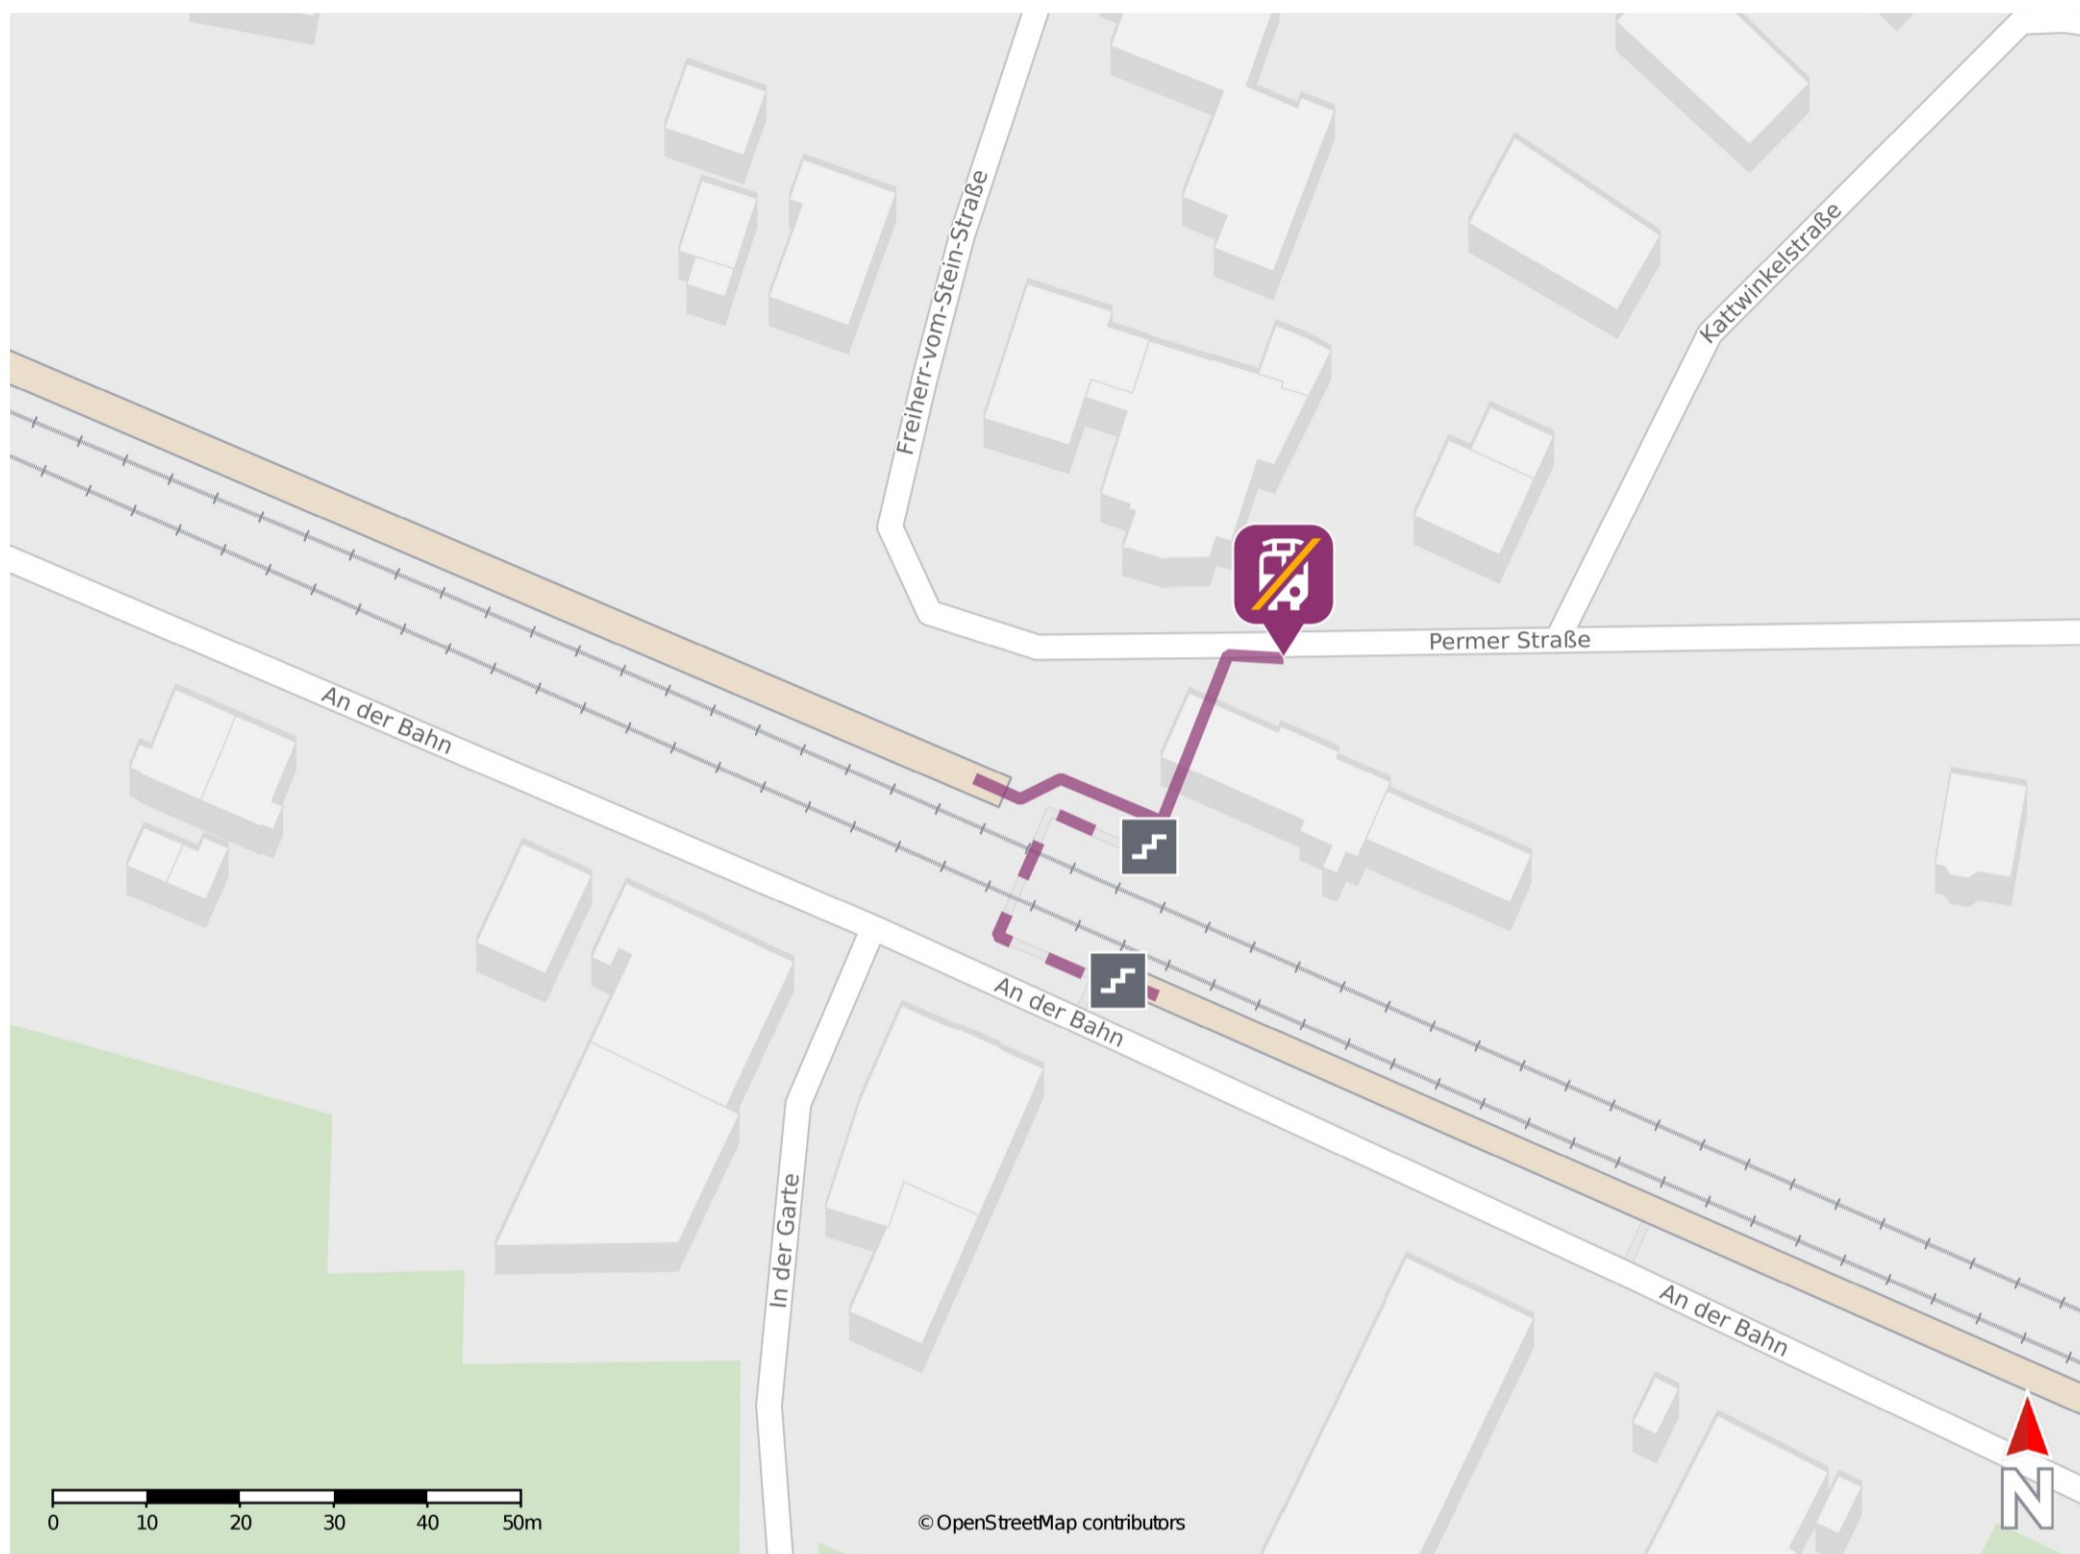 Freiherr-vom-Stein-Straße
Kattwinkelstraße
Permer Straße
An der Bahn
An der Bahn
In der Garte
An der Bahn
N
0 10 20 30 40 50m
© OpenStreetMap contributors